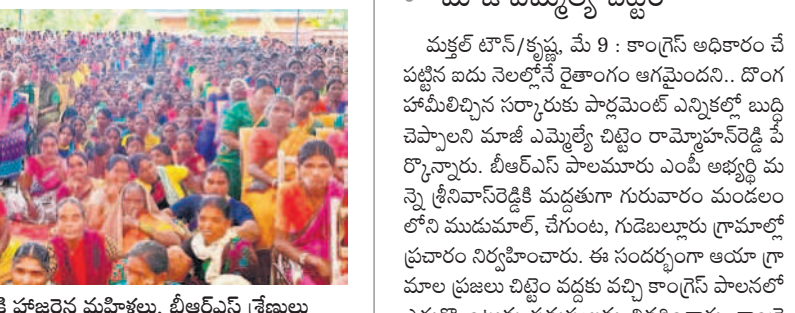 కి హాజరైన మహిళలు, బీఆర్ఎస్ శ్రేణులు
మాజీ ఎమ్మెల్యే చిట్టెం
మక్తల్ టౌన్/కృష్ణ, మే 9 : కాంగ్రెస్ అధికారం చే
పట్టిన ఐదు నెలల్లోనే రైతాంగం ఆగమైందని.. దొంగ
హామీలిచ్చిన సర్కారుకు పార్లమెంట్ ఎన్నికల్లో బుద్ధి
చెప్పాలని మాజీ ఎమ్మెల్యే చిట్టెం రామ్మోహన్‌రెడ్డి పే
ర్కొన్నారు. బీఆర్ఎస్ పాలమూరు ఎంపీ అభ్యర్థి మ
న్నె శ్రీనివాస్‌రెడ్డికి మద్దతుగా గురువారం మండలం
లోని ముడుమాల్, చేగుంట, గుడెబల్లూరు గ్రామాల్లో
ప్రచారం నిర్వహించారు. ఈ సందర్భంగా ఆయా గ్రా
మాల ప్రజలు చిట్టెం వద్దకు వచ్చి కాంగ్రెస్ పాలనలో